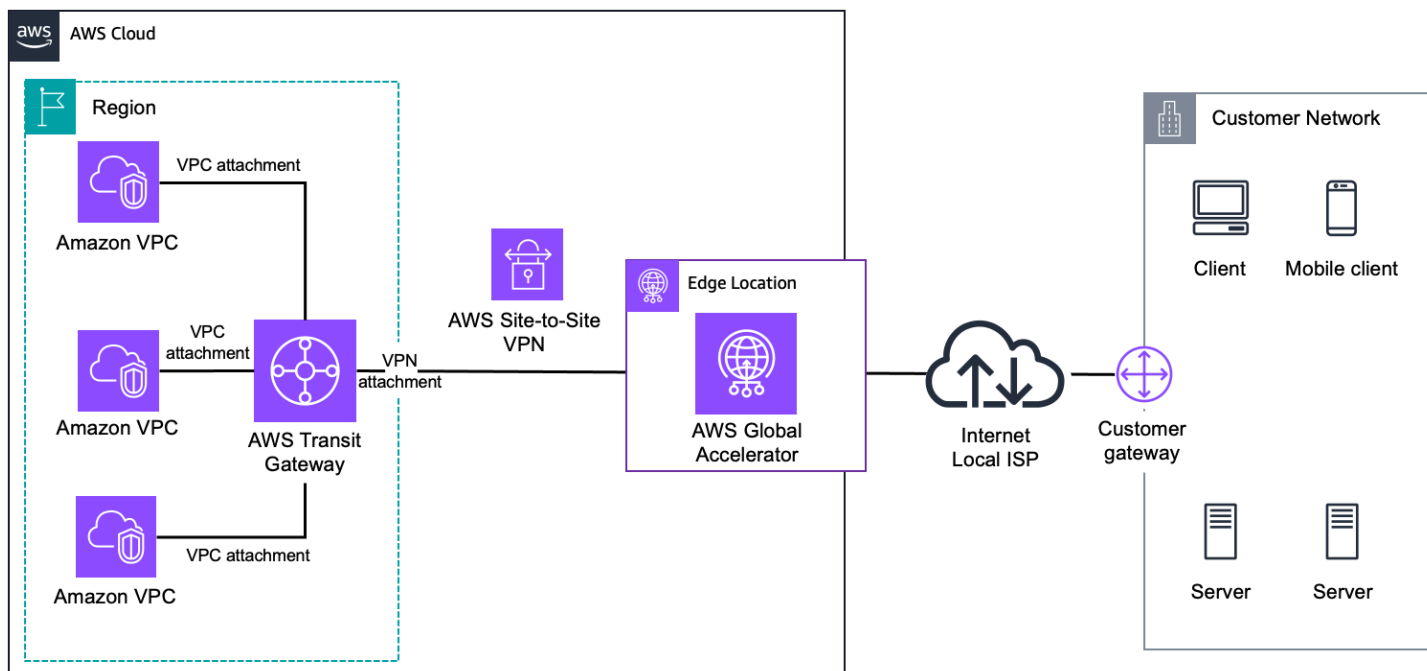 aws
AWS Cloud
Region
VPC attachment
Amazon VPC
VPC
attachment
Amazon VPC
AWS Transit
Gateway
VPC attachment
Amazon VPC
VPN
attachment
AWS Site-to-Site
VPN
Edge Location
AWS Global
Accelerator
Internet
Local ISP
Customer
gateway
Customer Network
Client
Mobile client
Server
Server